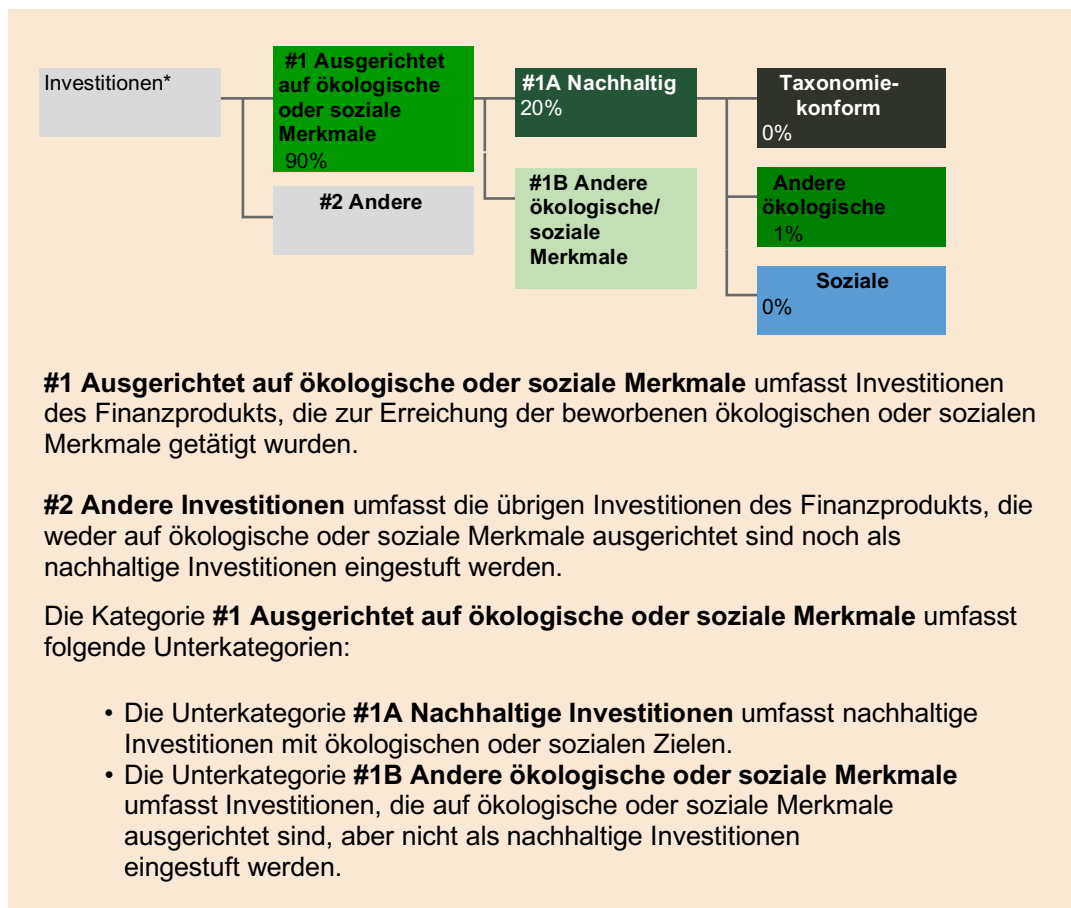 Investitionen*
#1 Ausgerichtet
auf ökologische
oder soziale
Merkmale
90%
#2 Andere
#1A Nachhaltig
20%
#1B Andere
ökologische/
soziale
Merkmale
Taxonomie-
konform
0%
Andere
ökologische
1%
Soziale
0%
#1 Ausgerichtet auf ökologische oder soziale Merkmale umfasst Investitionen
des Finanzprodukts, die zur Erreichung der beworbenen ökologischen oder sozialen
Merkmale getätigt wurden.
#2 Andere Investitionen umfasst die übrigen Investitionen des Finanzprodukts, die
weder auf ökologische oder soziale Merkmale ausgerichtet sind noch als
nachhaltige Investitionen eingestuft werden.
Die Kategorie #1 Ausgerichtet auf ökologische oder soziale Merkmale umfasst
folgende Unterkategorien:
• Die Unterkategorie #1A Nachhaltige Investitionen umfasst nachhaltige
Investitionen mit ökologischen oder sozialen Zielen.
• Die Unterkategorie #1B Andere ökologische oder soziale Merkmale
umfasst Investitionen, die auf ökologische oder soziale Merkmale
ausgerichtet sind, aber nicht als nachhaltige Investitionen
eingestuft werden.